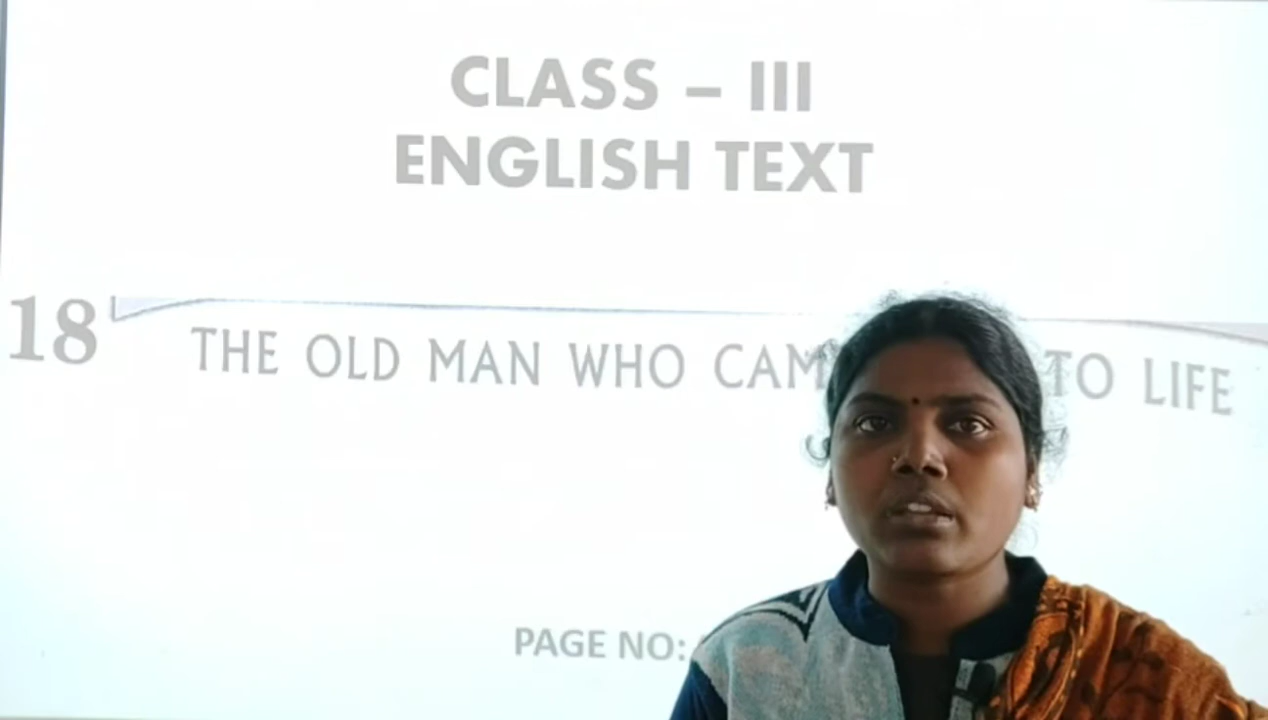 CLASS – III
ENGLISH TEXT
18 THE OLD MAN WHO TO LIFE
PAGE NO: